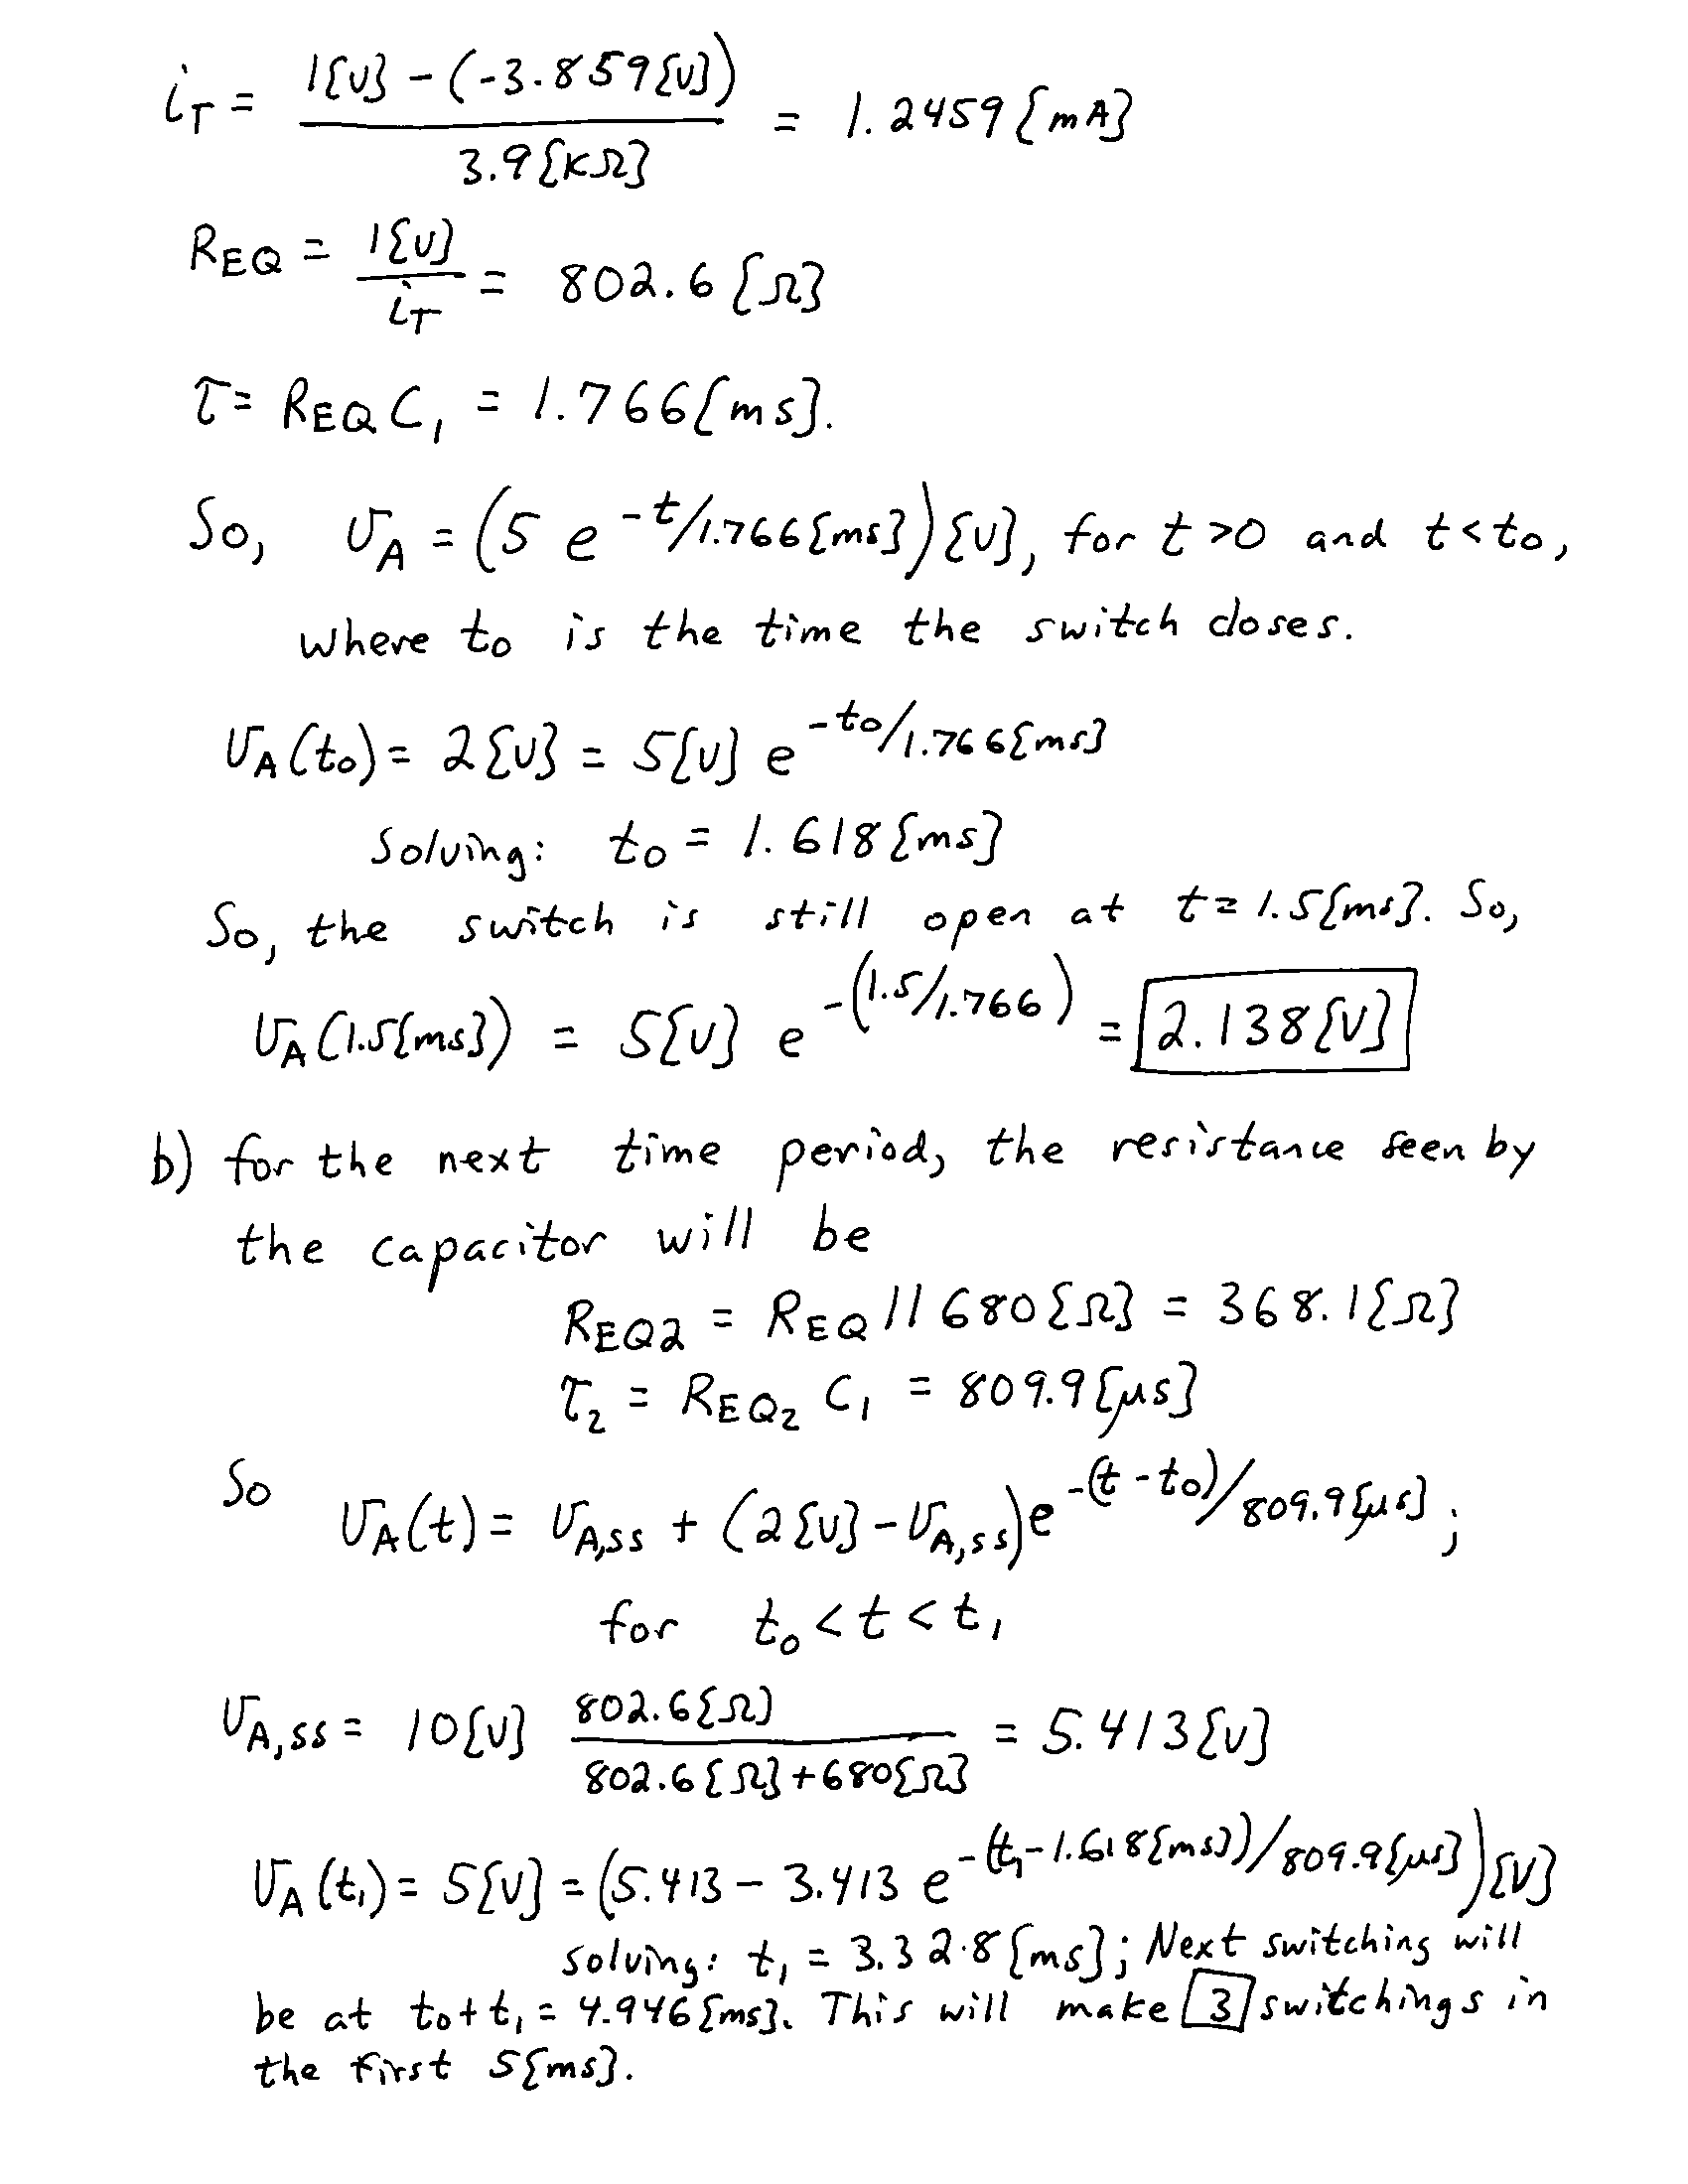 i_T = (1{V} - (-3.859{V})) / 3.9{KΩ} = 1.2459{mA}
R_EQ = 1{V} / i_T = 802.6{Ω}
τ = R_EQ C_1 = 1.766{ms}.
So, v_A = (5 e^(-t/1.766{ms})){V}, for t >0 and t < t_0,
where t_0 is the time the switch closes.
v_A(t_0) = 2{V} = 5{V} e^(-t_0/1.766{ms})
Solving: t_0 = 1.618{ms}
So, the switch is still open at t = 1.5{ms}. So,
v_A(1.5{ms}) = 5{V} e^(-(1.5/1.766)) = 2.138{V}
b) for the next time period, the resistance seen by
the capacitor will be
R_EQ2 = R_EQ || 680{Ω} = 368.1{Ω}
τ_2 = R_EQ2 C_1 = 809.9{μs}
So v_A(t) = v_A,ss + (2{V} - v_A,ss)e^(-(t-t_0)/809.9{μs});
for t_0 < t < t_1
v_A,ss = 10{V} 802.6{Ω} / (802.6{Ω}+680{Ω}) = 5.413{V}
v_A(t_1) = 5{V} = (5.413 - 3.413 e^(-(t_1-1.618{ms})/809.9{μs})){V}
solving: t_1 = 3.328{ms}; Next switching will
be at t_0+t_1 = 4.946{ms}. This will make 3 switchings in
the first 5{ms}.